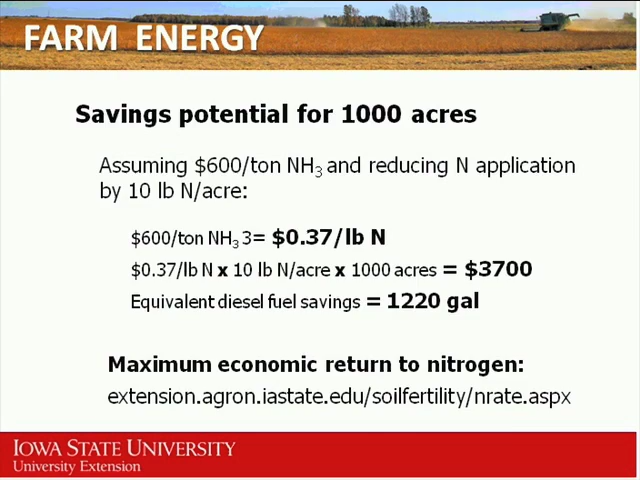 FARM ENERGY
Savings potential for 1000 acres
Assuming $600/ton NH3 and reducing N application
by 10 lb N/acre:
$600/ton NH3 3= $0.37/lb N
$0.37/lb N x 10 lb N/acre x 1000 acres = $3700
Equivalent diesel fuel savings = 1220 gal
Maximum economic return to nitrogen:
extension.agron.iastate.edu/soilfertility/nrate.aspx
IOWA STATE UNIVERSITY
University Extension